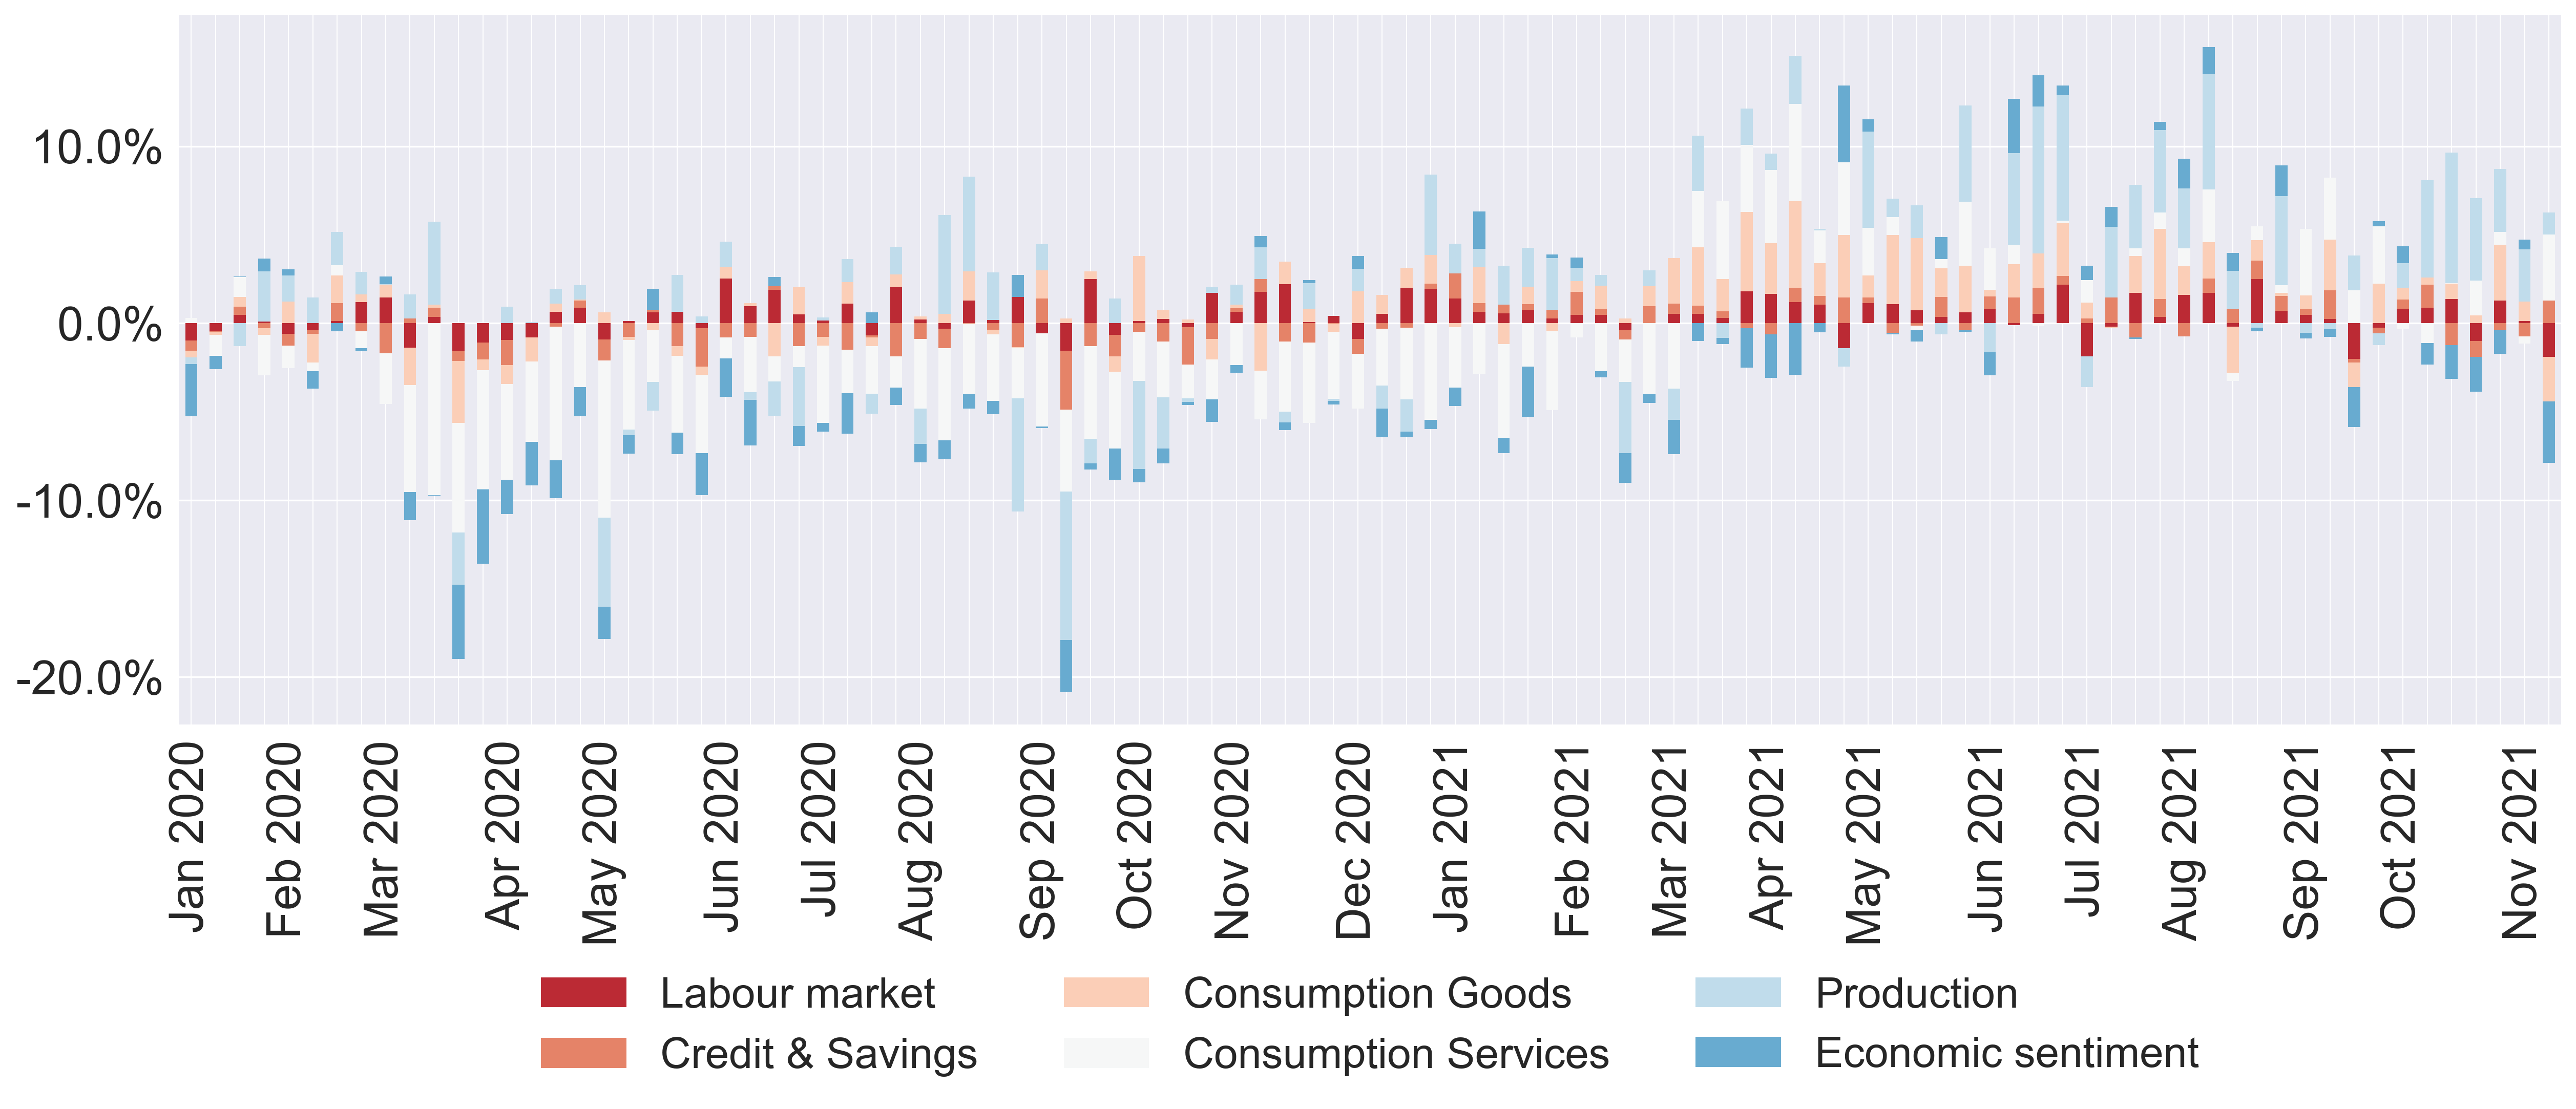 10.0%
0.0%
-10.0%
-20.0%
Jan 2020
Feb 2020
Mar 2020
Apr 2020
May 2020
Jun 2020
Jul 2020
Aug 2020
Sep 2020
Oct 2020
Nov 2020
Dec 2020
Jan 2021
Feb 2021
Mar 2021
Apr 2021
May 2021
Jun 2021
Jul 2021
Aug 2021
Sep 2021
Oct 2021
Nov 2021
Labour market
Credit & Savings
Consumption Goods
Consumption Services
Production
Economic sentiment